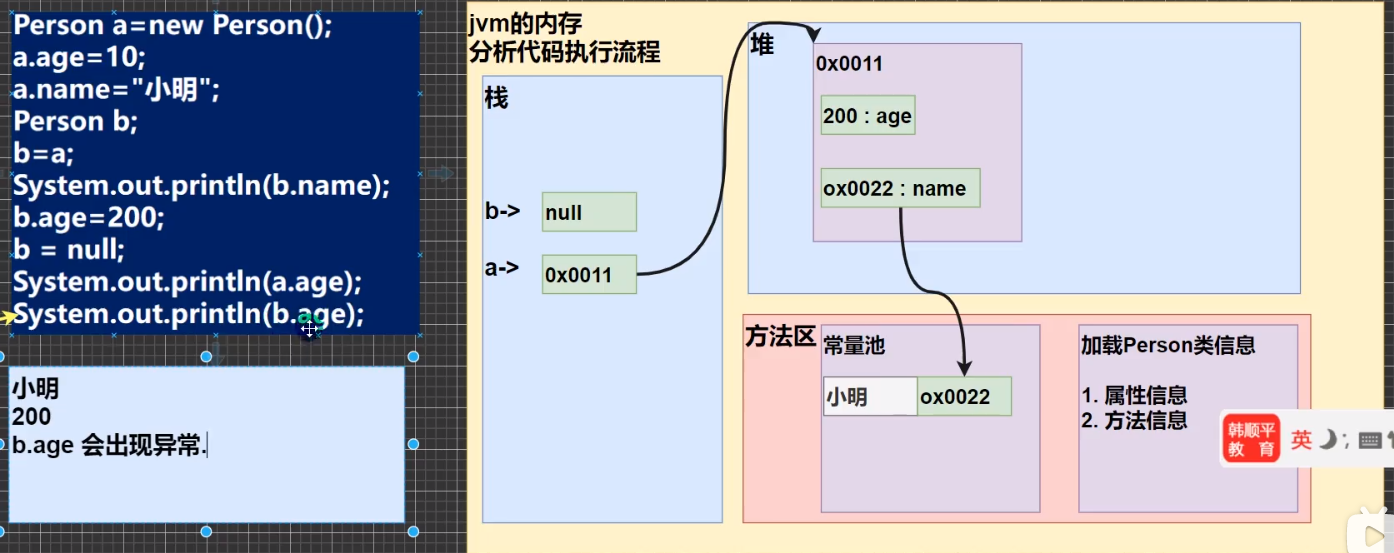 Person a=new Person();
a.age=10;
a.name="小明";
Person b;
b=a;
System.out.println(b.name);
b.age=200;
b = null;
System.out.println(a.age);
System.out.println(b.age);
小明
200
b.age 会出现异常.
jvm的内存
分析代码执行流程
栈
b->
null
a->
0x0011
堆
0x0011
200 : age
ox0022 : name
方法区
常量池
小明
ox0022
加载Person类信息
1. 属性信息
2. 方法信息
韩顺平
教 育
英